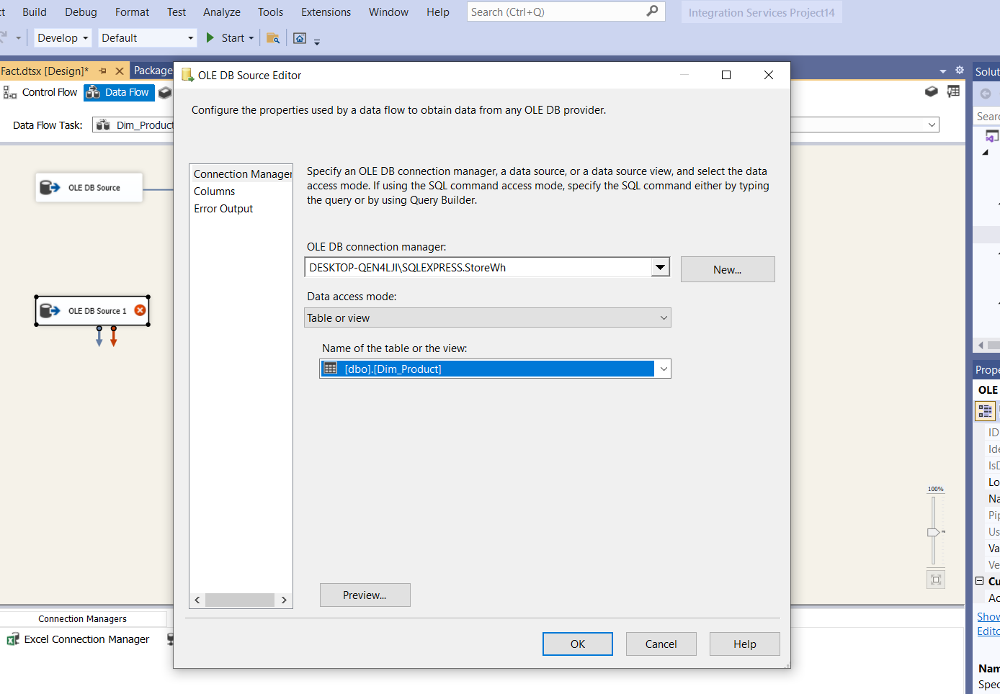 Build Debug Format Test Analyze Tools Extensions Window Help Search (Ctrl+Q) Integration Services Project14
Develop Default Start
Fact.dtsx [Design]* Package
OLE DB Source Editor
Solut
Control Flow Data Flow
Configure the properties used by a data flow to obtain data from any OLE DB provider.
Data Flow Task: Dim_Product
Searc
Connection Manager
Columns
Error Output
Specify an OLE DB connection manager, a data source, or a data source view, and select the data
access mode. If using the SQL command access mode, specify the SQL command either by typing
the query or by using Query Builder.
OLE DB Source
OLE DB connection manager:
DESKTOP-QEN4LJI\SQLEXPRESS.StoreWh New...
Data access mode:
Table or view
OLE DB Source 1
Name of the table or the view:
[dbo].[Dim_Product]
Prope
OLE
ID
Ide
IsD
Lo
Na
Pip
Us
Va
Ve
Cu
Ac
100%
Preview...
Show
Edito
Connection Managers
Excel Connection Manager
OK Cancel Help
Nam
Spec